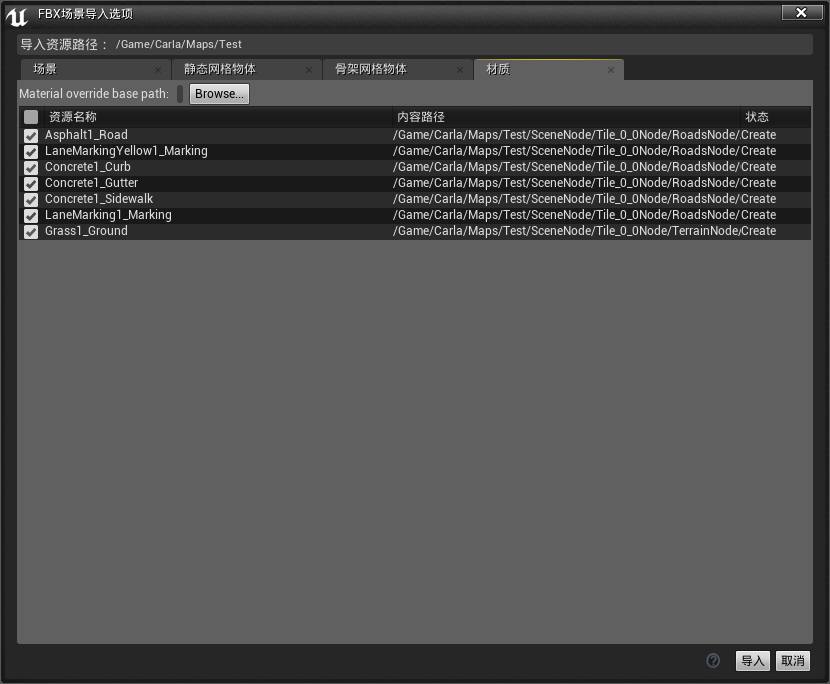 FBX场景导入选项
导入资源路径 : /Game/Carla/Maps/Test
场景 静态网格物体 骨架网格物体 材质
Material override base path: Browse...
资源名称 内容路径 状态
Asphalt1_Road /Game/Carla/Maps/Test/SceneNode/Tile_0_0Node/RoadsNode/. Create
LaneMarkingYellow1_Marking /Game/Carla/Maps/Test/SceneNode/Tile_0_0Node/RoadsNode/ Create
Concrete1_Curb /Game/Carla/Maps/Test/SceneNode/Tile_0_0Node/RoadsNode/ Create
Concrete1_Gutter /Game/Carla/Maps/Test/SceneNode/Tile_0_0Node/RoadsNode/ Create
Concrete1_Sidewalk /Game/Carla/Maps/Test/SceneNode/Tile_0_0Node/RoadsNode/ Create
LaneMarking1_Marking /Game/Carla/Maps/Test/SceneNode/Tile_0_0Node/RoadsNode/ Create
Grass1_Ground /Game/Carla/Maps/Test/SceneNode/Tile_0_0Node/TerrainNode/ Create
导入 取消